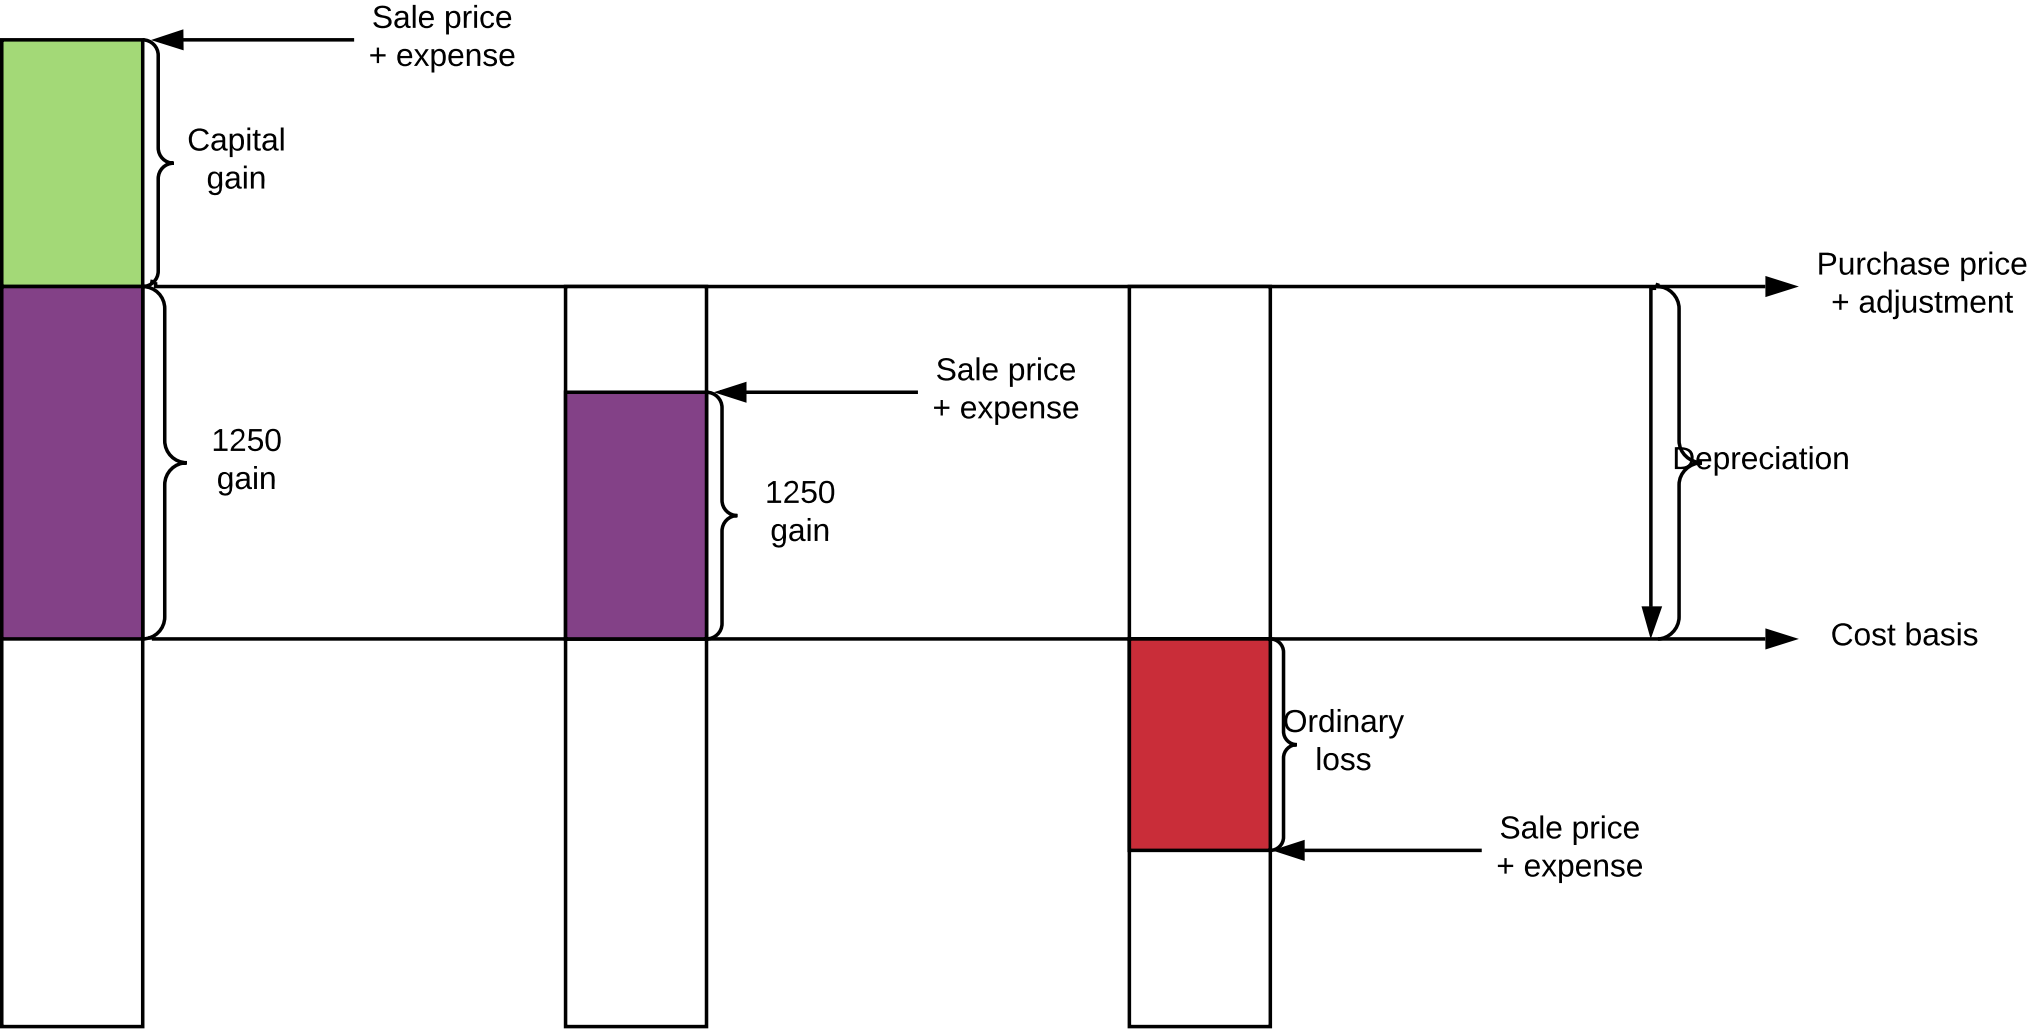 Sale price
+ expense
Capital
gain
Purchase price
+ adjustment
Sale price
+ expense
1250
gain
Depreciation
1250
gain
Cost basis
Ordinary
loss
Sale price
+ expense